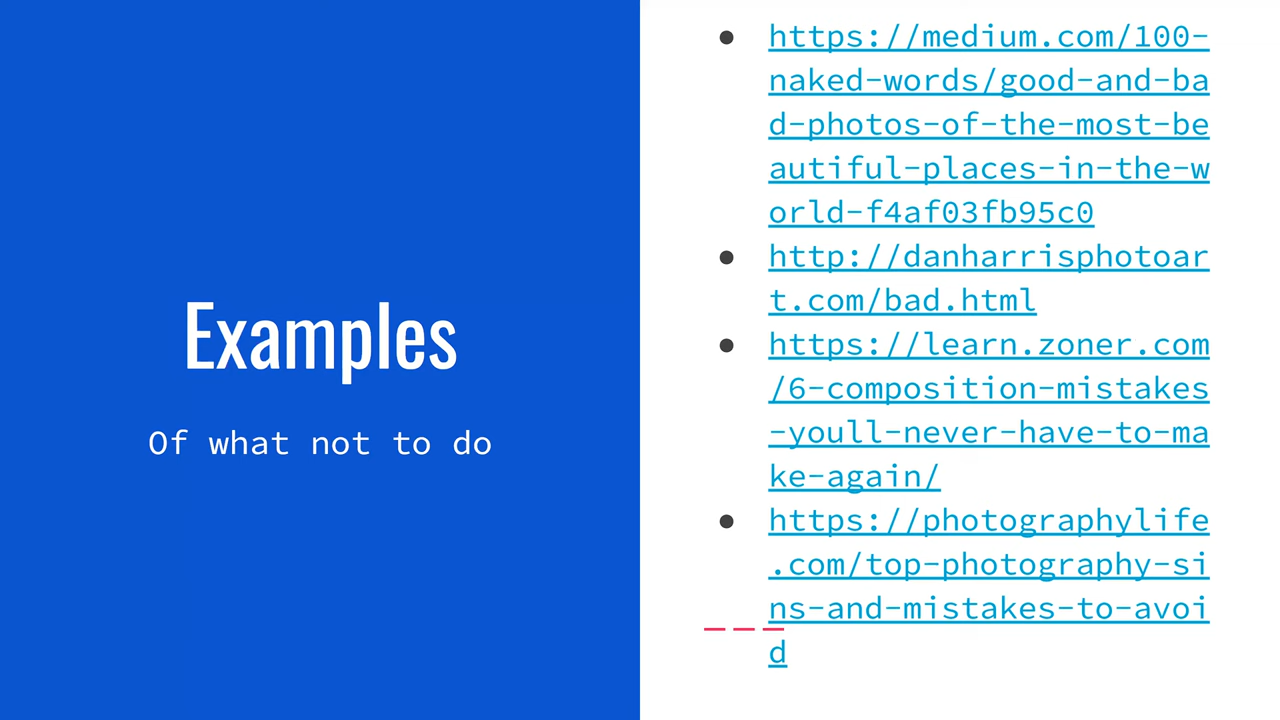 Examples
Of what not to do
● https://medium.com/100-
naked-words/good-and-ba
d-photos-of-the-most-be
autiful-places-in-the-w
orld-f4af03fb95c0
● http://danharrisphotoar
t.com/bad.html
● https://learn.zoner.com
/6-composition-mistakes
-youll-never-have-to-ma
ke-again/
● https://photographylife
.com/top-photography-si
ns-and-mistakes-to-avoi
d